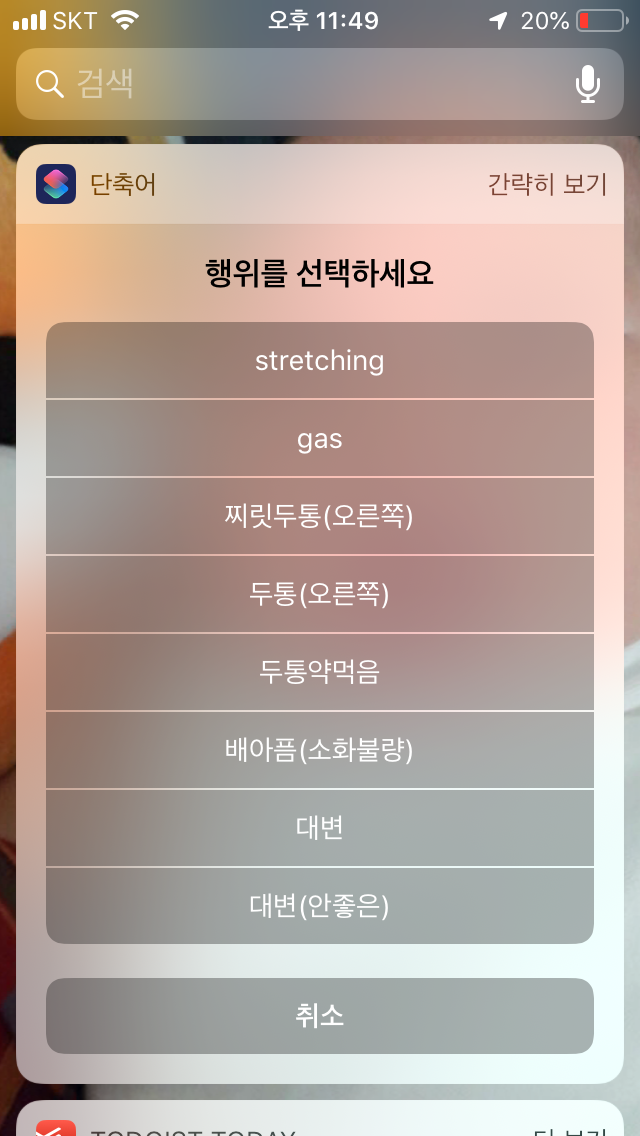 SKT 오후 11:49 20%
검색
단축어 간략히 보기
행위를 선택하세요
stretching
gas
찌릿두통(오른쪽)
두통(오른쪽)
두통약먹음
배아픔(소화불량)
대변
대변(안좋은)
취소
TODOIST TODAY 더 보기